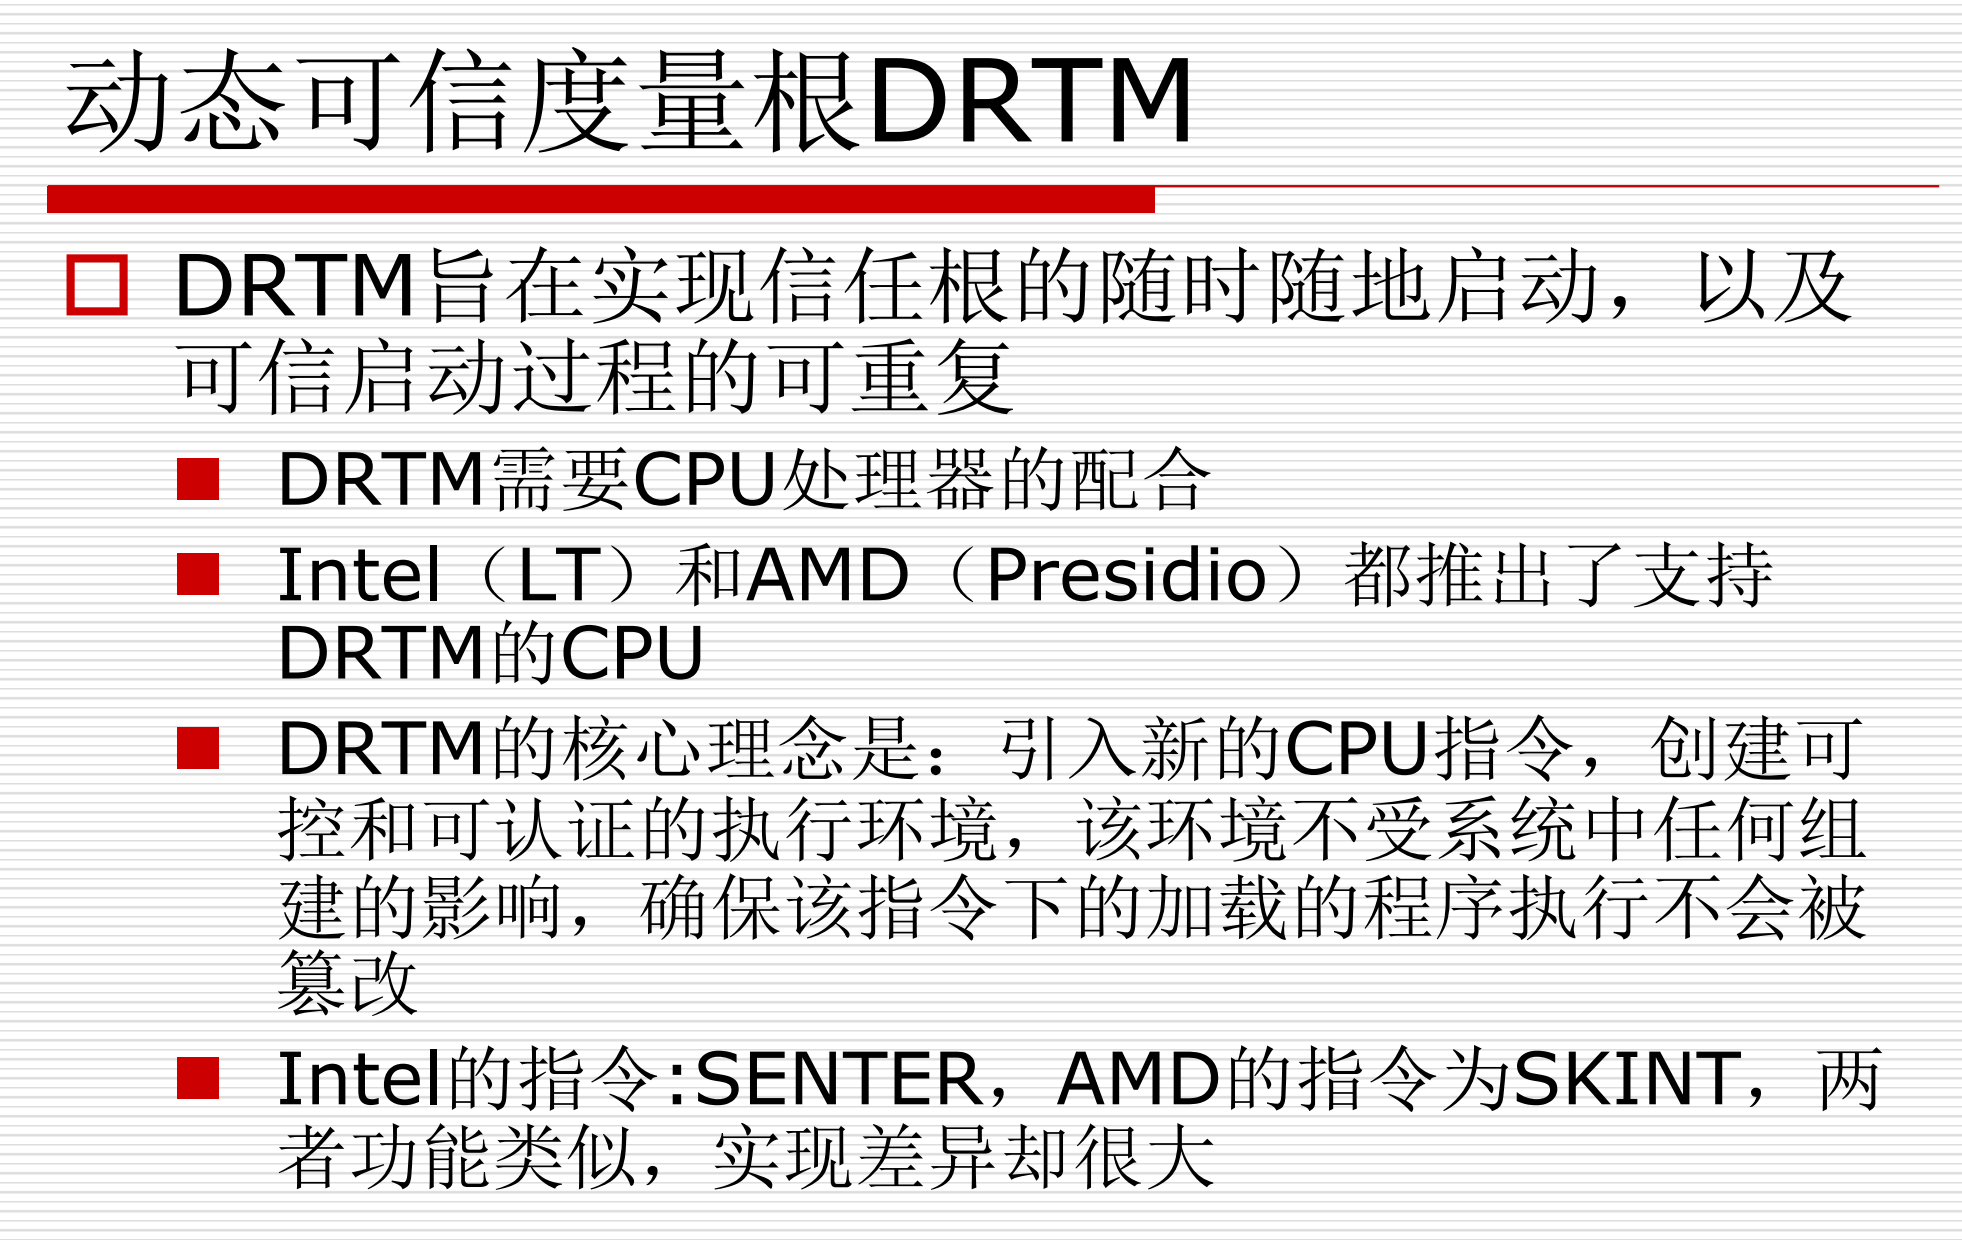 动态可信度量根DRTM
DRTM旨在实现信任根的随时随地启动，以及
可信启动过程的可重复
DRTM需要CPU处理器的配合
Intel（LT）和AMD（Presidio）都推出了支持
DRTM的CPU
DRTM的核心理念是：引入新的CPU指令，创建可
控和可认证的执行环境，该环境不受系统中任何组
建的影响，确保该指令下的加载的程序执行不会被
篡改
Intel的指令:SENTER，AMD的指令为SKINT，两
者功能类似，实现差异却很大